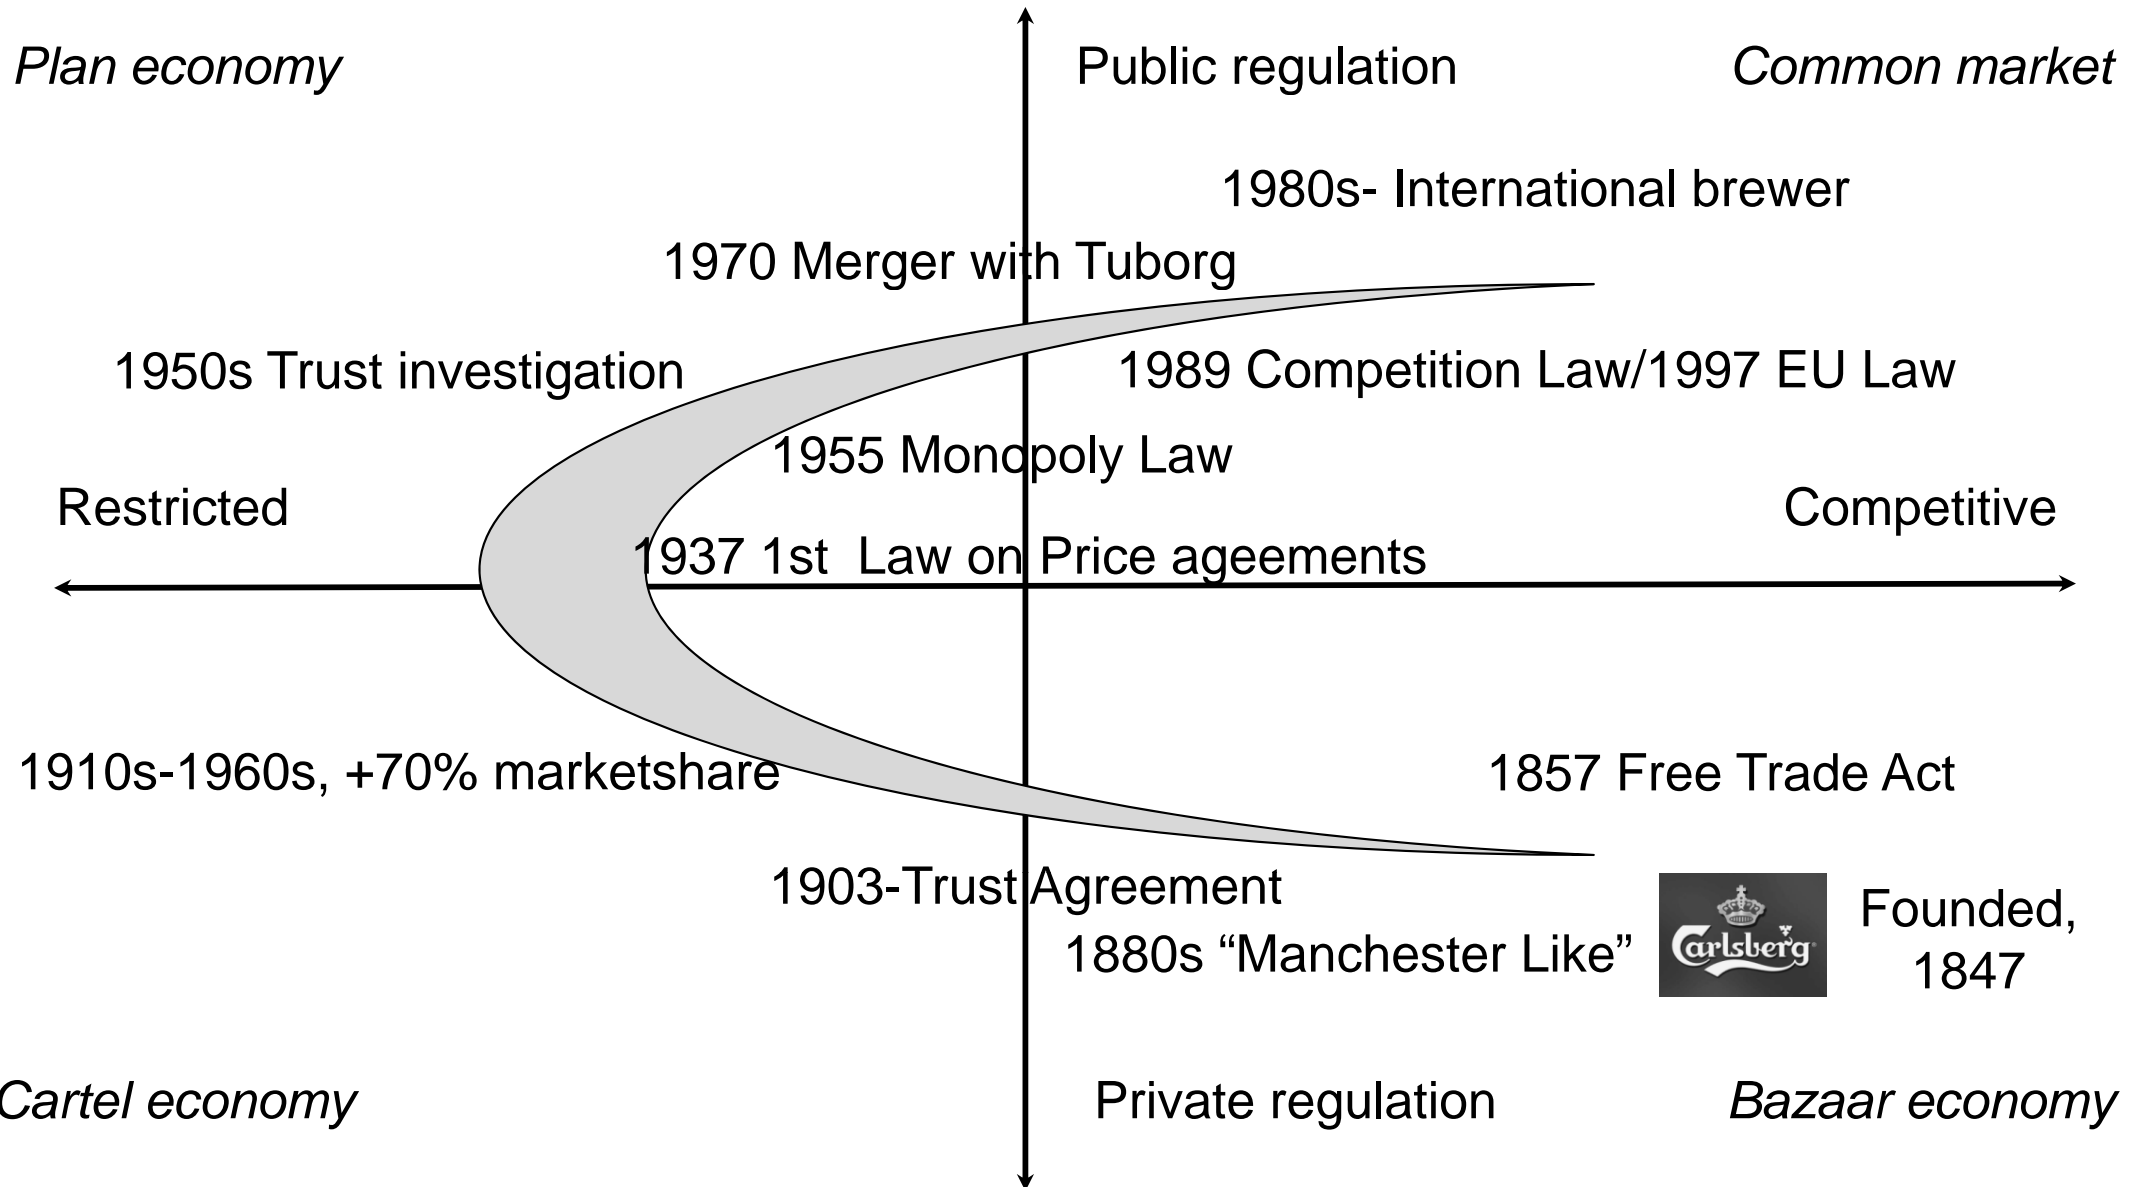 Plan economy
Public regulation
Common market
1980s- International brewer
1970 Merger with Tuborg
1950s Trust investigation
1989 Competition Law/1997 EU Law
1955 Monopoly Law
Restricted
Competitive
1937 1st  Law on Price ageements
1910s-1960s, +70% marketshare
1857 Free Trade Act
1903-Trust Agreement
1880s “Manchester Like”
Carlsberg
Founded,
1847
Cartel economy
Private regulation
Bazaar economy